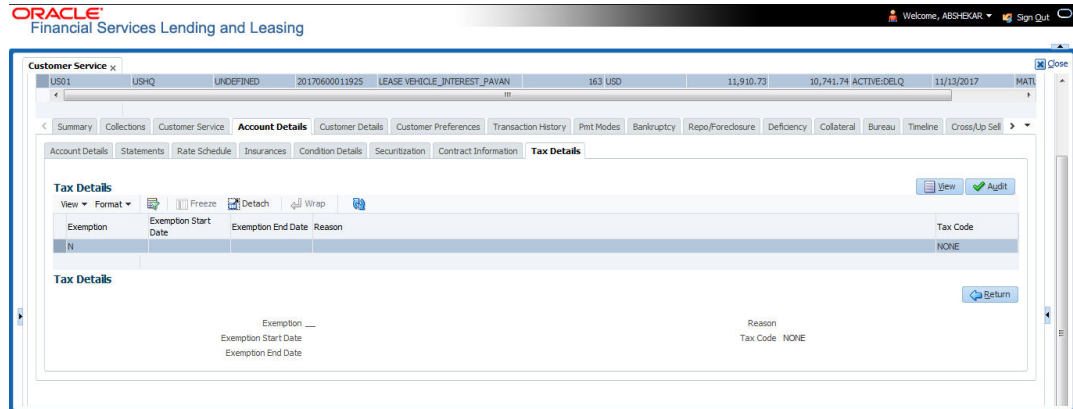 ORACLE
Financial Services Lending and Leasing
Welcome, ABSHEKAR Sign Out
Customer Service x
Close
US01 USHQ UNDEFINED 20170600011925 LEASE VEHICLE_INTEREST_PAVAN 163 USD 11,910.73 10,741.74 ACTIVE:DELQ 11/13/2017 MATU
Summary Collections Customer Service Account Details Customer Details Customer Preferences Transaction History Pmt Modes Bankruptcy Repo/Foreclosure Deficiency Collateral Bureau Timeline Cross/Up Sell
Account Details Statements Rate Schedule Insurances Condition Details Securitization Contract Information Tax Details
Tax Details
View Audit
View Format Freeze Detach Wrap
Exemption Exemption Start Date Exemption End Date Reason Tax Code
N NONE
Tax Details
Return
Exemption Reason
Exemption Start Date Tax Code NONE
Exemption End Date